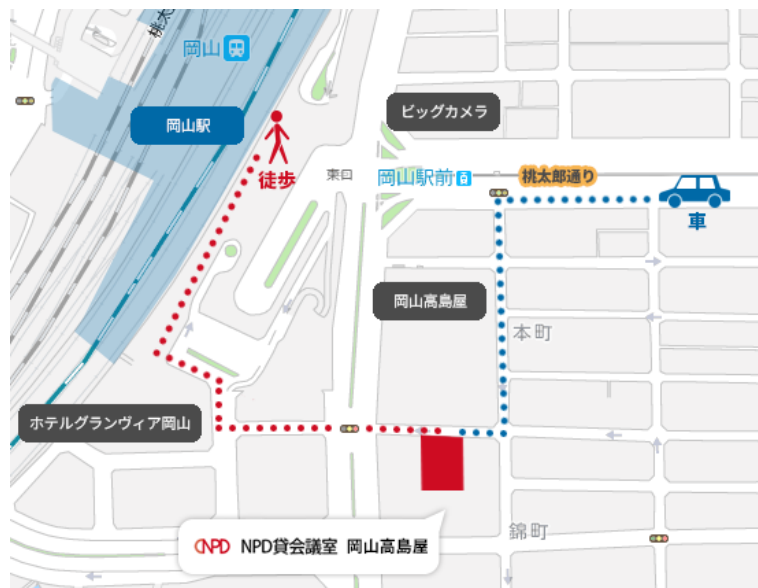 桃太
岡山
岡山駅
ビッグカメラ
徒歩
東口
岡山駅前
桃太郎通り
車
岡山高島屋
本町
ホテルグランヴィア岡山
錦町
NPD NPD貸会議室 岡山高島屋